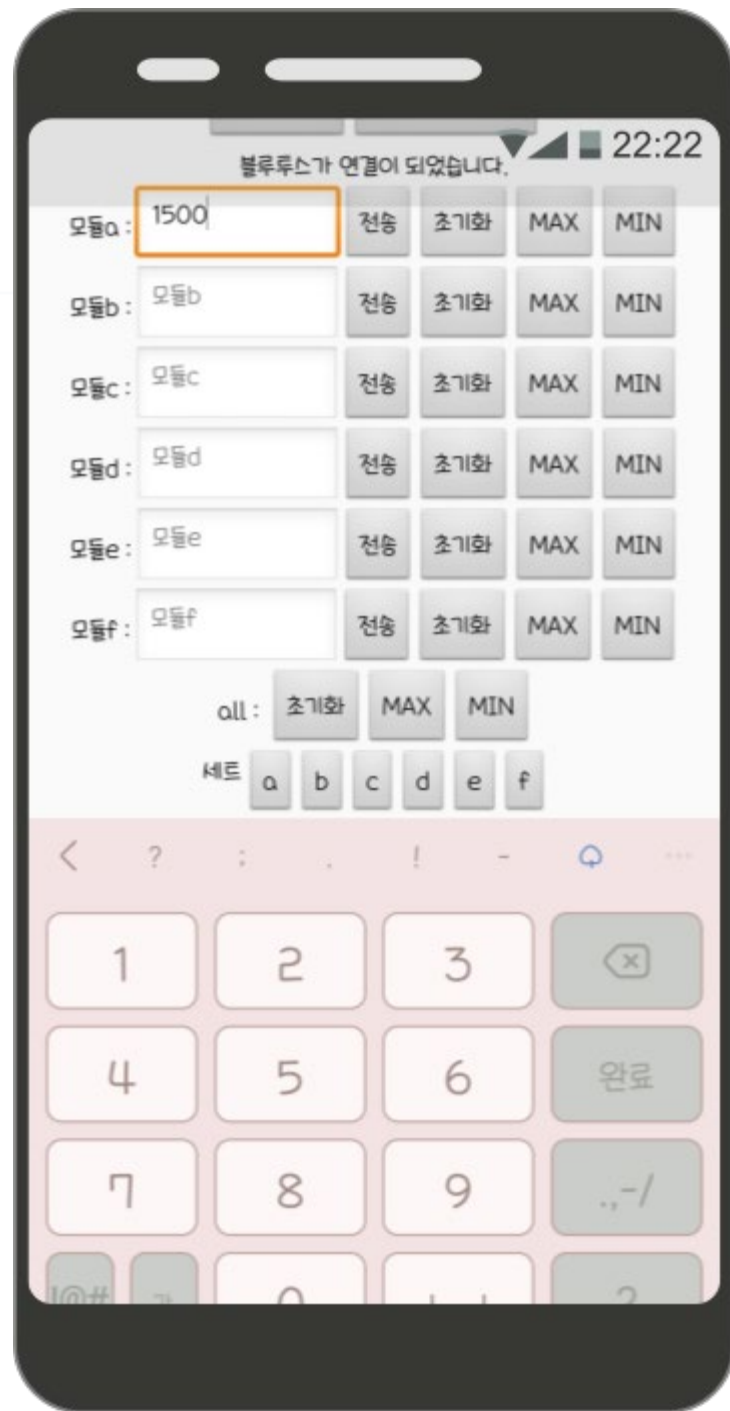 22:22
블루투스가 연결이 되었습니다.
모듈a : 1500 전송 초기화 MAX MIN
모듈b : 모듈b 전송 초기화 MAX MIN
모듈c : 모듈c 전송 초기화 MAX MIN
모듈d : 모듈d 전송 초기화 MAX MIN
모듈e : 모듈e 전송 초기화 MAX MIN
모듈f : 모듈f 전송 초기화 MAX MIN
all : 초기화 MAX MIN
세트 a b c d e f
? ; . ! -
1 2 3
4 5 6 완료
7 8 9 .,-/
!@# 0